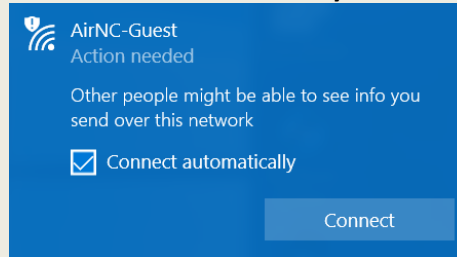 AirNC-Guest
Action needed
Other people might be able to see info you
send over this network
Connect automatically
Connect